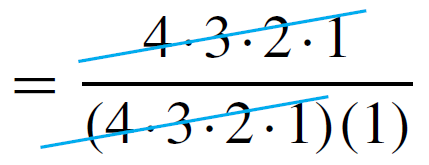 = 4 · 3 · 2 · 1
(4 · 3 · 2 · 1)(1)